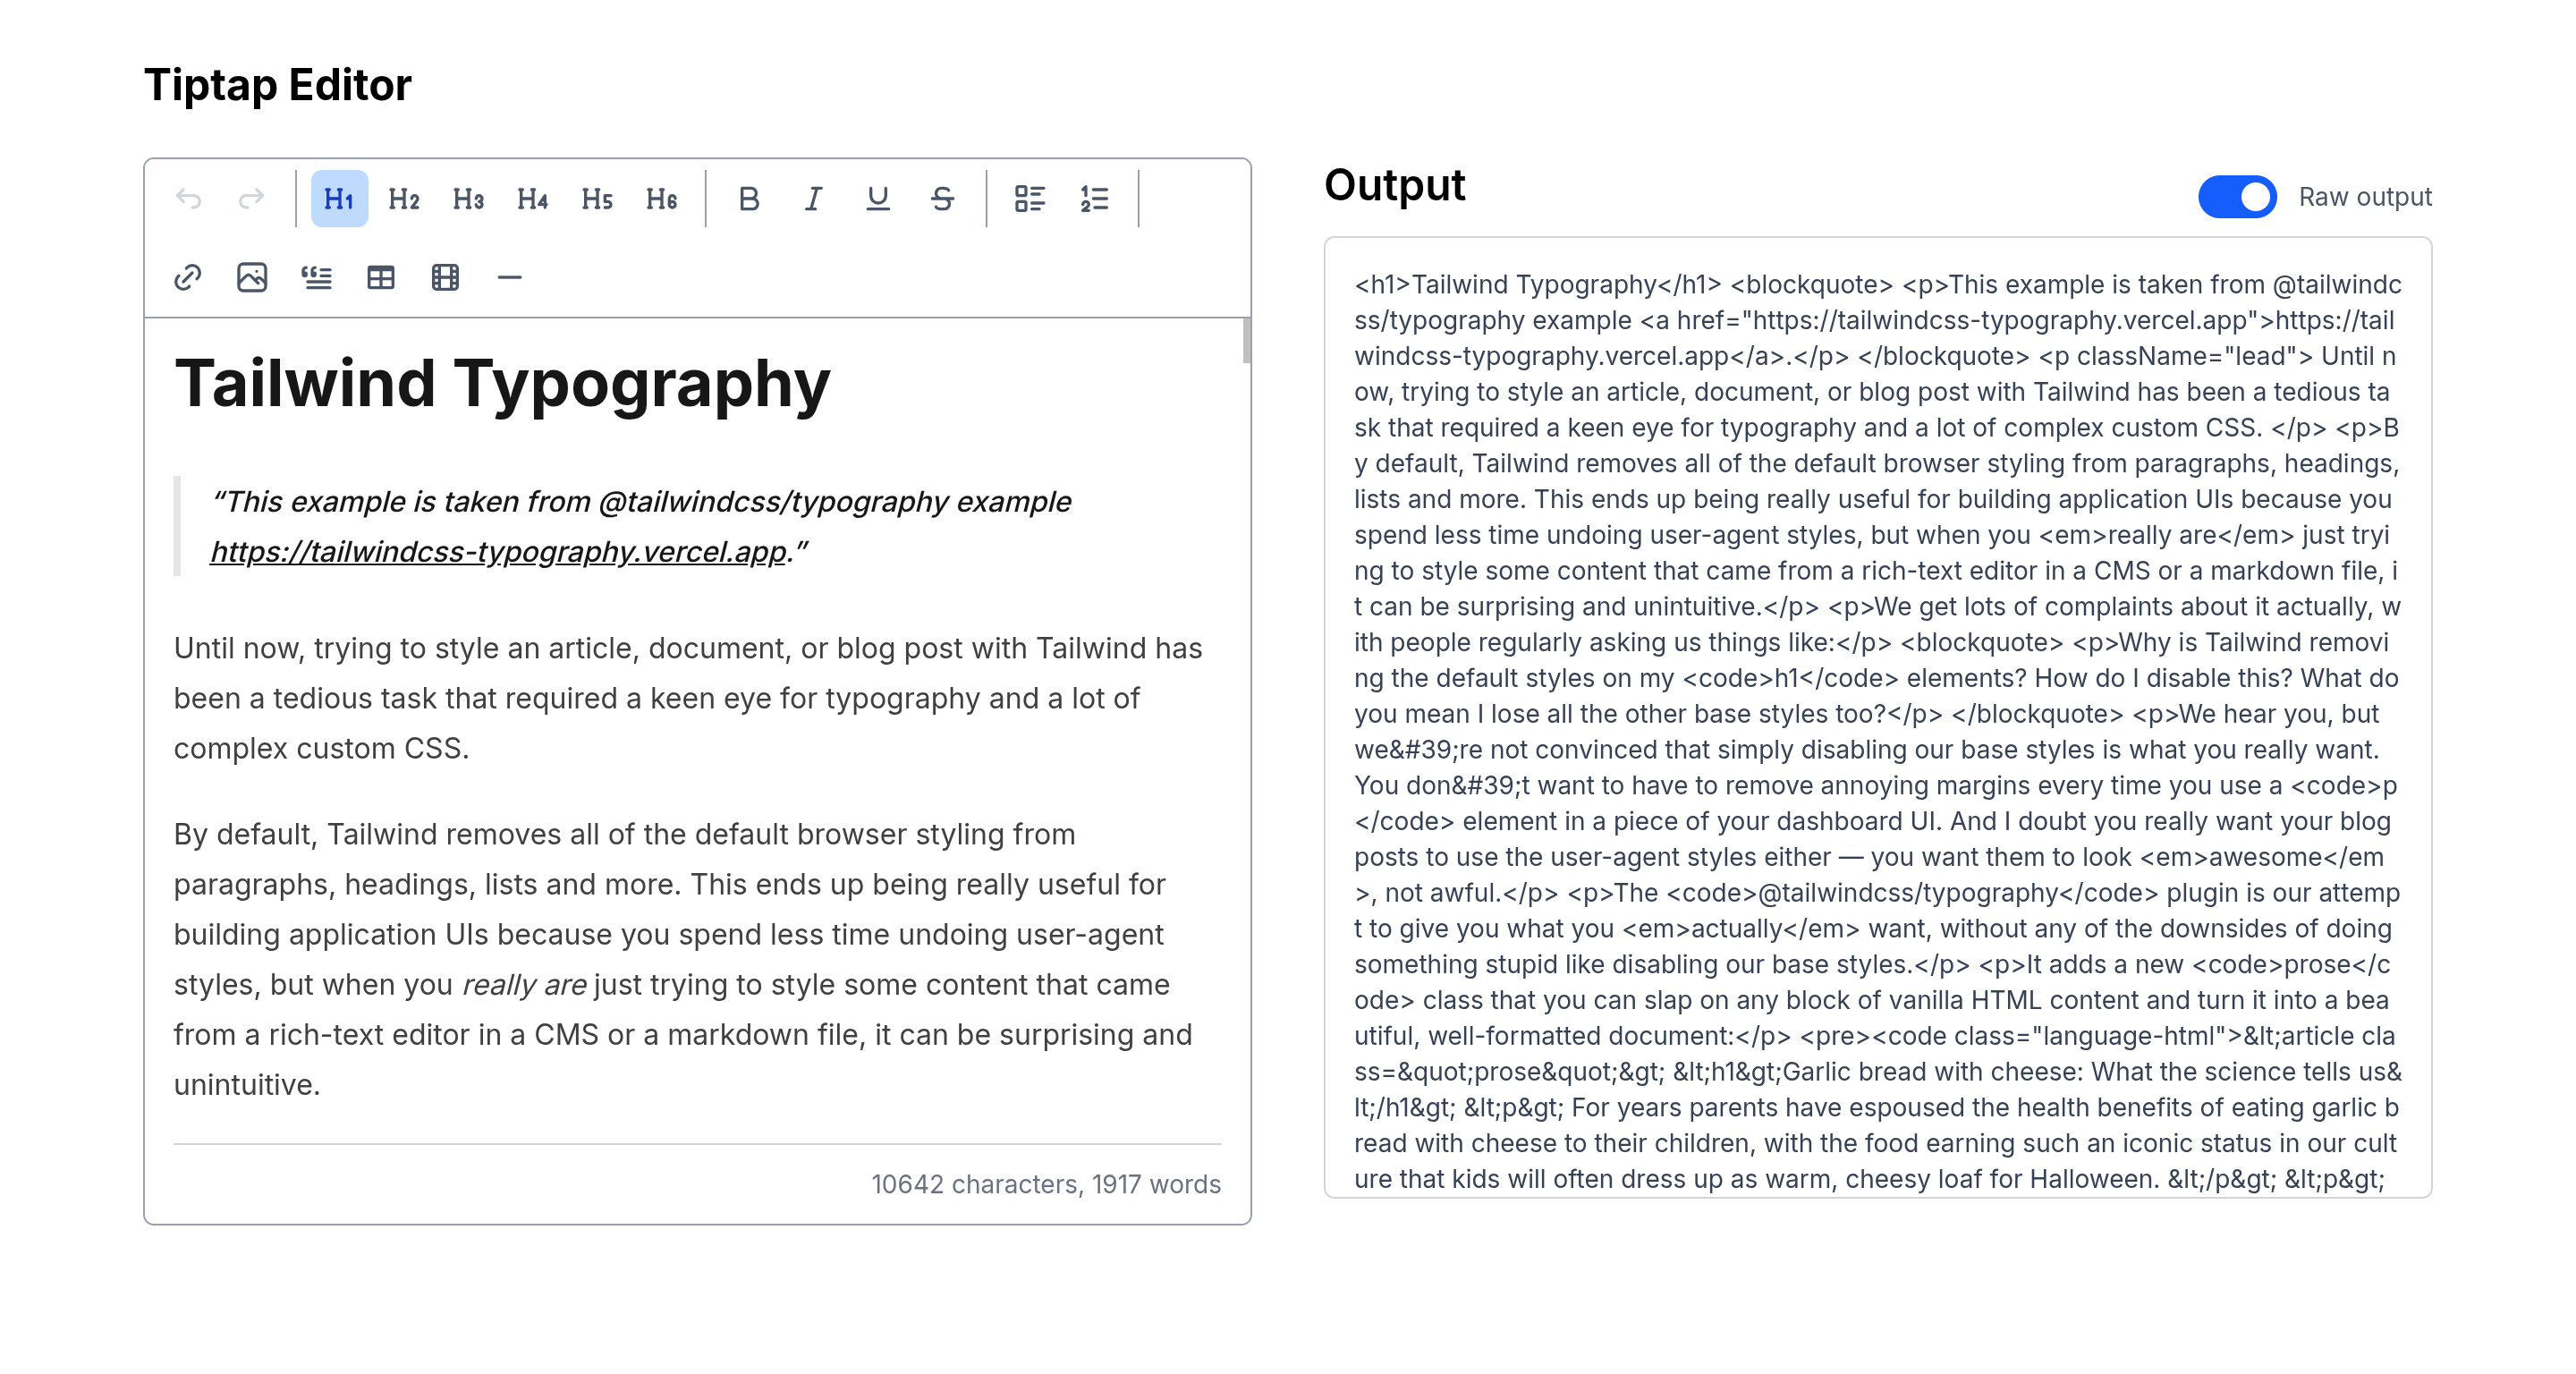 Tiptap Editor
H1 H2 H3 H4 H5 H6 B I U S
Tailwind Typography
“This example is taken from @tailwindcss/typography example
https://tailwindcss-typography.vercel.app.”
Until now, trying to style an article, document, or blog post with Tailwind has
been a tedious task that required a keen eye for typography and a lot of
complex custom CSS.
By default, Tailwind removes all of the default browser styling from
paragraphs, headings, lists and more. This ends up being really useful for
building application UIs because you spend less time undoing user-agent
styles, but when you really are just trying to style some content that came
from a rich-text editor in a CMS or a markdown file, it can be surprising and
unintuitive.
10642 characters, 1917 words
Output
Raw output
<h1>Tailwind Typography</h1> <blockquote> <p>This example is taken from @tailwindc
ss/typography example <a href="https://tailwindcss-typography.vercel.app">https://tail
windcss-typography.vercel.app</a>.</p> </blockquote> <p className="lead"> Until n
ow, trying to style an article, document, or blog post with Tailwind has been a tedious ta
sk that required a keen eye for typography and a lot of complex custom CSS. </p> <p>B
y default, Tailwind removes all of the default browser styling from paragraphs, headings,
lists and more. This ends up being really useful for building application UIs because you
spend less time undoing user-agent styles, but when you <em>really are</em> just tryi
ng to style some content that came from a rich-text editor in a CMS or a markdown file, i
t can be surprising and unintuitive.</p> <p>We get lots of complaints about it actually, w
ith people regularly asking us things like:</p> <blockquote> <p>Why is Tailwind removi
ng the default styles on my <code>h1</code> elements? How do I disable this? What do
you mean I lose all the other base styles too?</p> </blockquote> <p>We hear you, but
we&#39;re not convinced that simply disabling our base styles is what you really want.
You don&#39;t want to have to remove annoying margins every time you use a <code>p
</code> element in a piece of your dashboard UI. And I doubt you really want your blog
posts to use the user-agent styles either — you want them to look <em>awesome</em
>, not awful.</p> <p>The <code>@tailwindcss/typography</code> plugin is our attemp
t to give you what you <em>actually</em> want, without any of the downsides of doing
something stupid like disabling our base styles.</p> <p>It adds a new <code>prose</c
ode> class that you can slap on any block of vanilla HTML content and turn it into a bea
utiful, well-formatted document:</p> <pre><code class="language-html">&lt;article cla
ss=&quot;prose&quot;&gt; &lt;h1&gt;Garlic bread with cheese: What the science tells us&
lt;/h1&gt; &lt;p&gt; For years parents have espoused the health benefits of eating garlic b
read with cheese to their children, with the food earning such an iconic status in our cult
ure that kids will often dress up as warm, cheesy loaf for Halloween. &lt;/p&gt; &lt;p&gt;